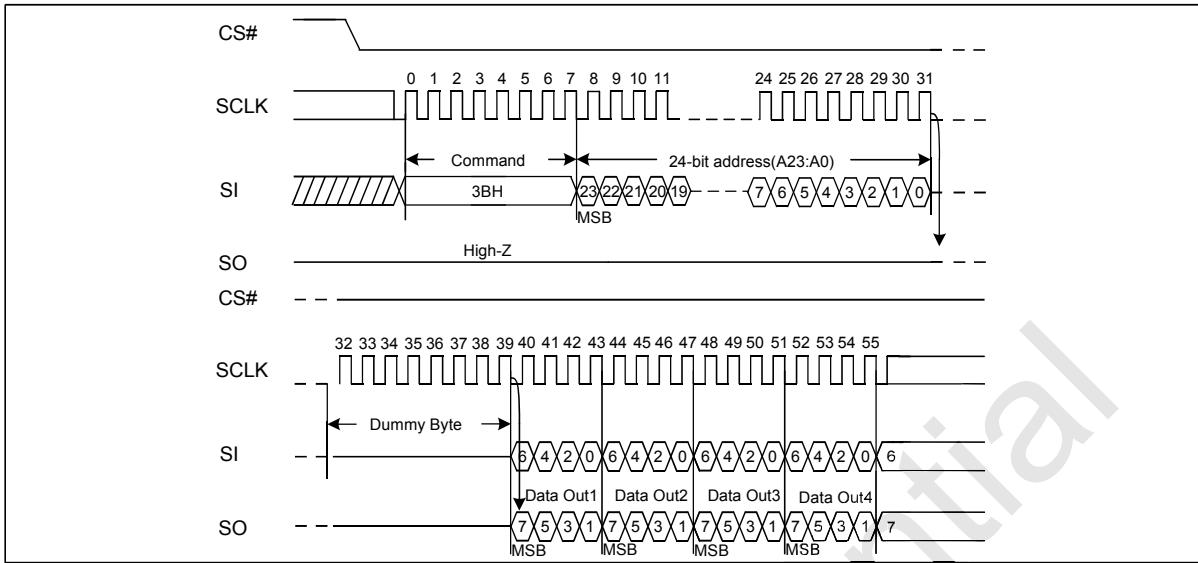 CS#
0 1 2 3 4 5 6 7 8 9 10 11 24 25 26 27 28 29 30 31
SCLK
Command 24-bit address(A23:A0)
SI 3BH 23 22 21 20 19 7 6 5 4 3 2 1 0
MSB
High-Z
SO
CS#
32 33 34 35 36 37 38 39 40 41 42 43 44 45 46 47 48 49 50 51 52 53 54 55
SCLK
Dummy Byte
SI 6 4 2 0 6 4 2 0 6 4 2 0 6 4 2 0 6
Data Out1 Data Out2 Data Out3 Data Out4
SO 7 5 3 1 7 5 3 1 7 5 3 1 7 5 3 1 7
MSB MSB MSB MSB
ntial